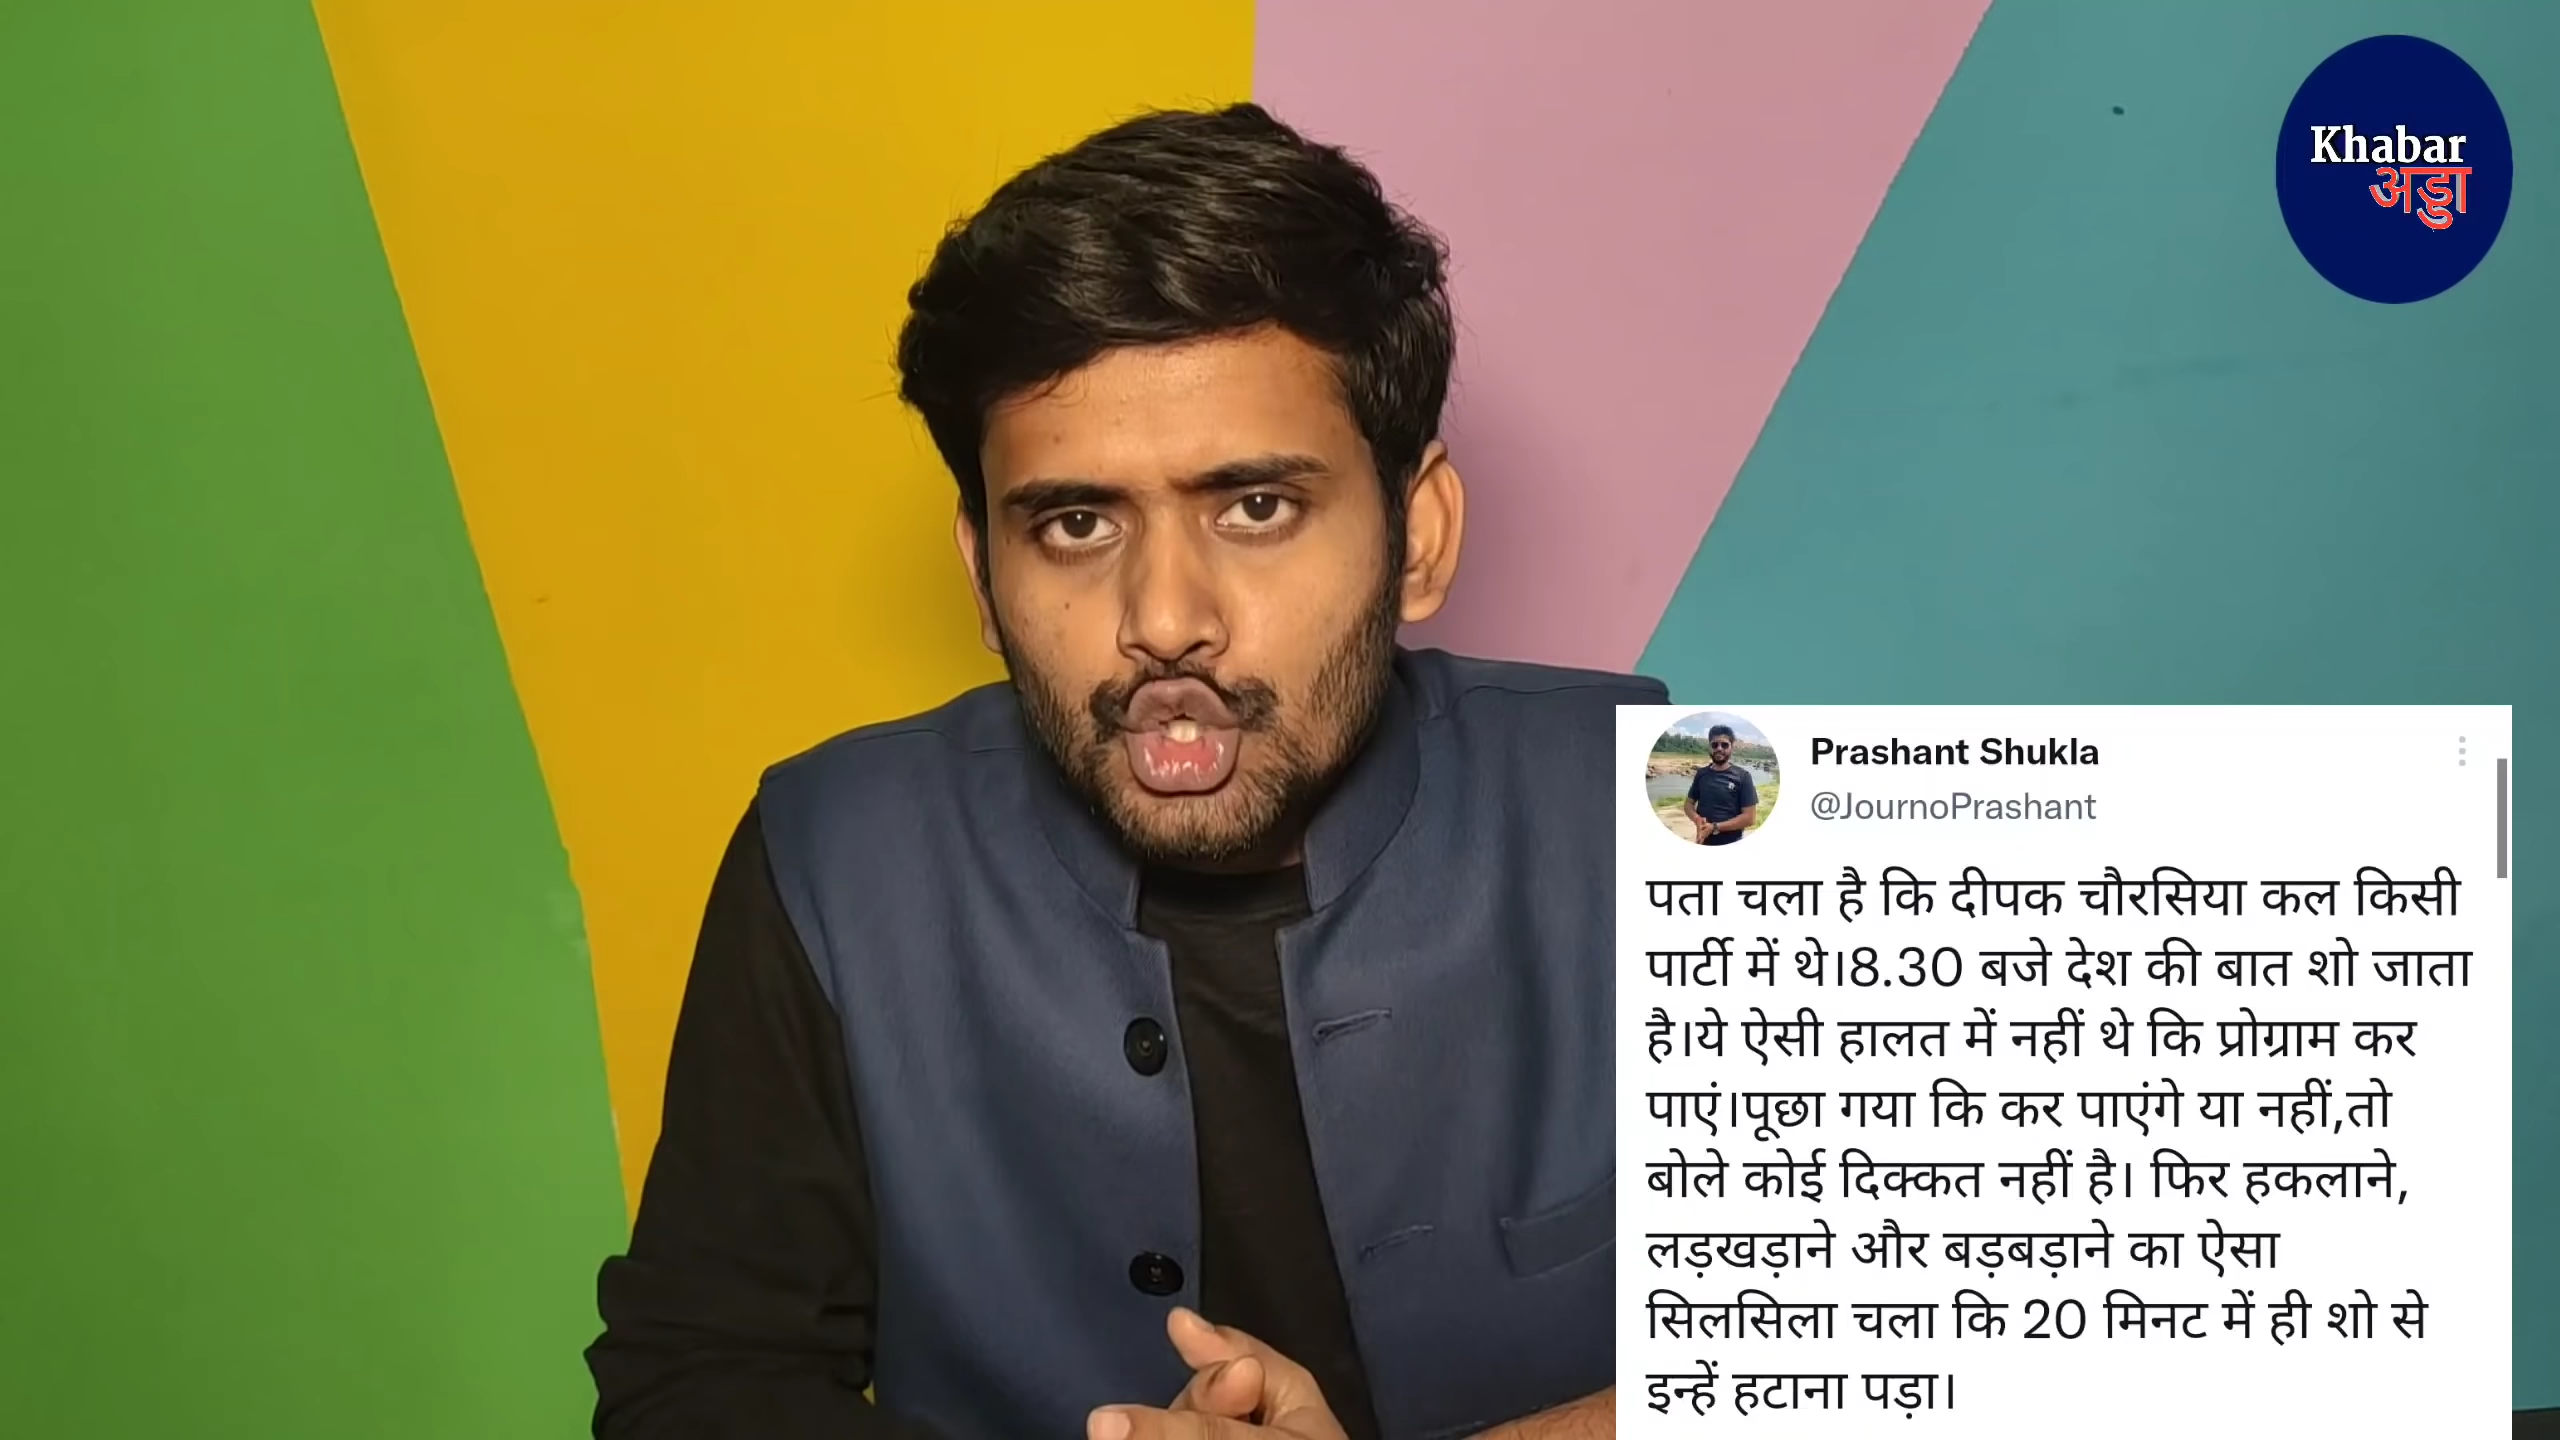 Khabar
अड्डा
Prashant Shukla
@JournoPrashant
पता चला है कि दीपक चौरसिया कल किसी
पार्टी में थे।8.30 बजे देश की बात शो जाता
है।ये ऐसी हालत में नहीं थे कि प्रोग्राम कर
पाएं।पूछा गया कि कर पाएंगे या नहीं,तो
बोले कोई दिक्कत नहीं है। फिर हकलाने,
लड़खड़ाने और बड़बड़ाने का ऐसा
सिलसिला चला कि 20 मिनट में ही शो से
इन्हें हटाना पड़ा।